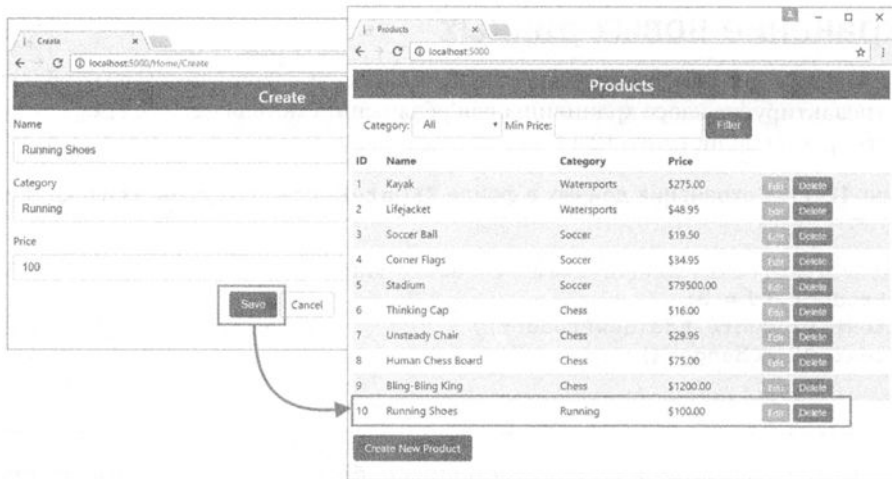 Create
localhost:5000/Home/Create
Create
Name
Running Shoes
Category
Running
Price
100
Save Cancel
Products
localhost:5000
Products
Category: All Min Price: Filter
ID Name Category Price
1 Kayak Watersports $275.00 Edit Delete
2 Lifejacket Watersports $48.95 Edit Delete
3 Soccer Ball Soccer $19.50 Edit Delete
4 Corner Flags Soccer $34.95 Edit Delete
5 Stadium Soccer $79500.00 Edit Delete
6 Thinking Cap Chess $16.00 Edit Delete
7 Unsteady Chair Chess $29.95 Edit Delete
8 Human Chess Board Chess $75.00 Edit Delete
9 Bling-Bling King Chess $1200.00 Edit Delete
10 Running Shoes Running $100.00 Edit Delete
Create New Product